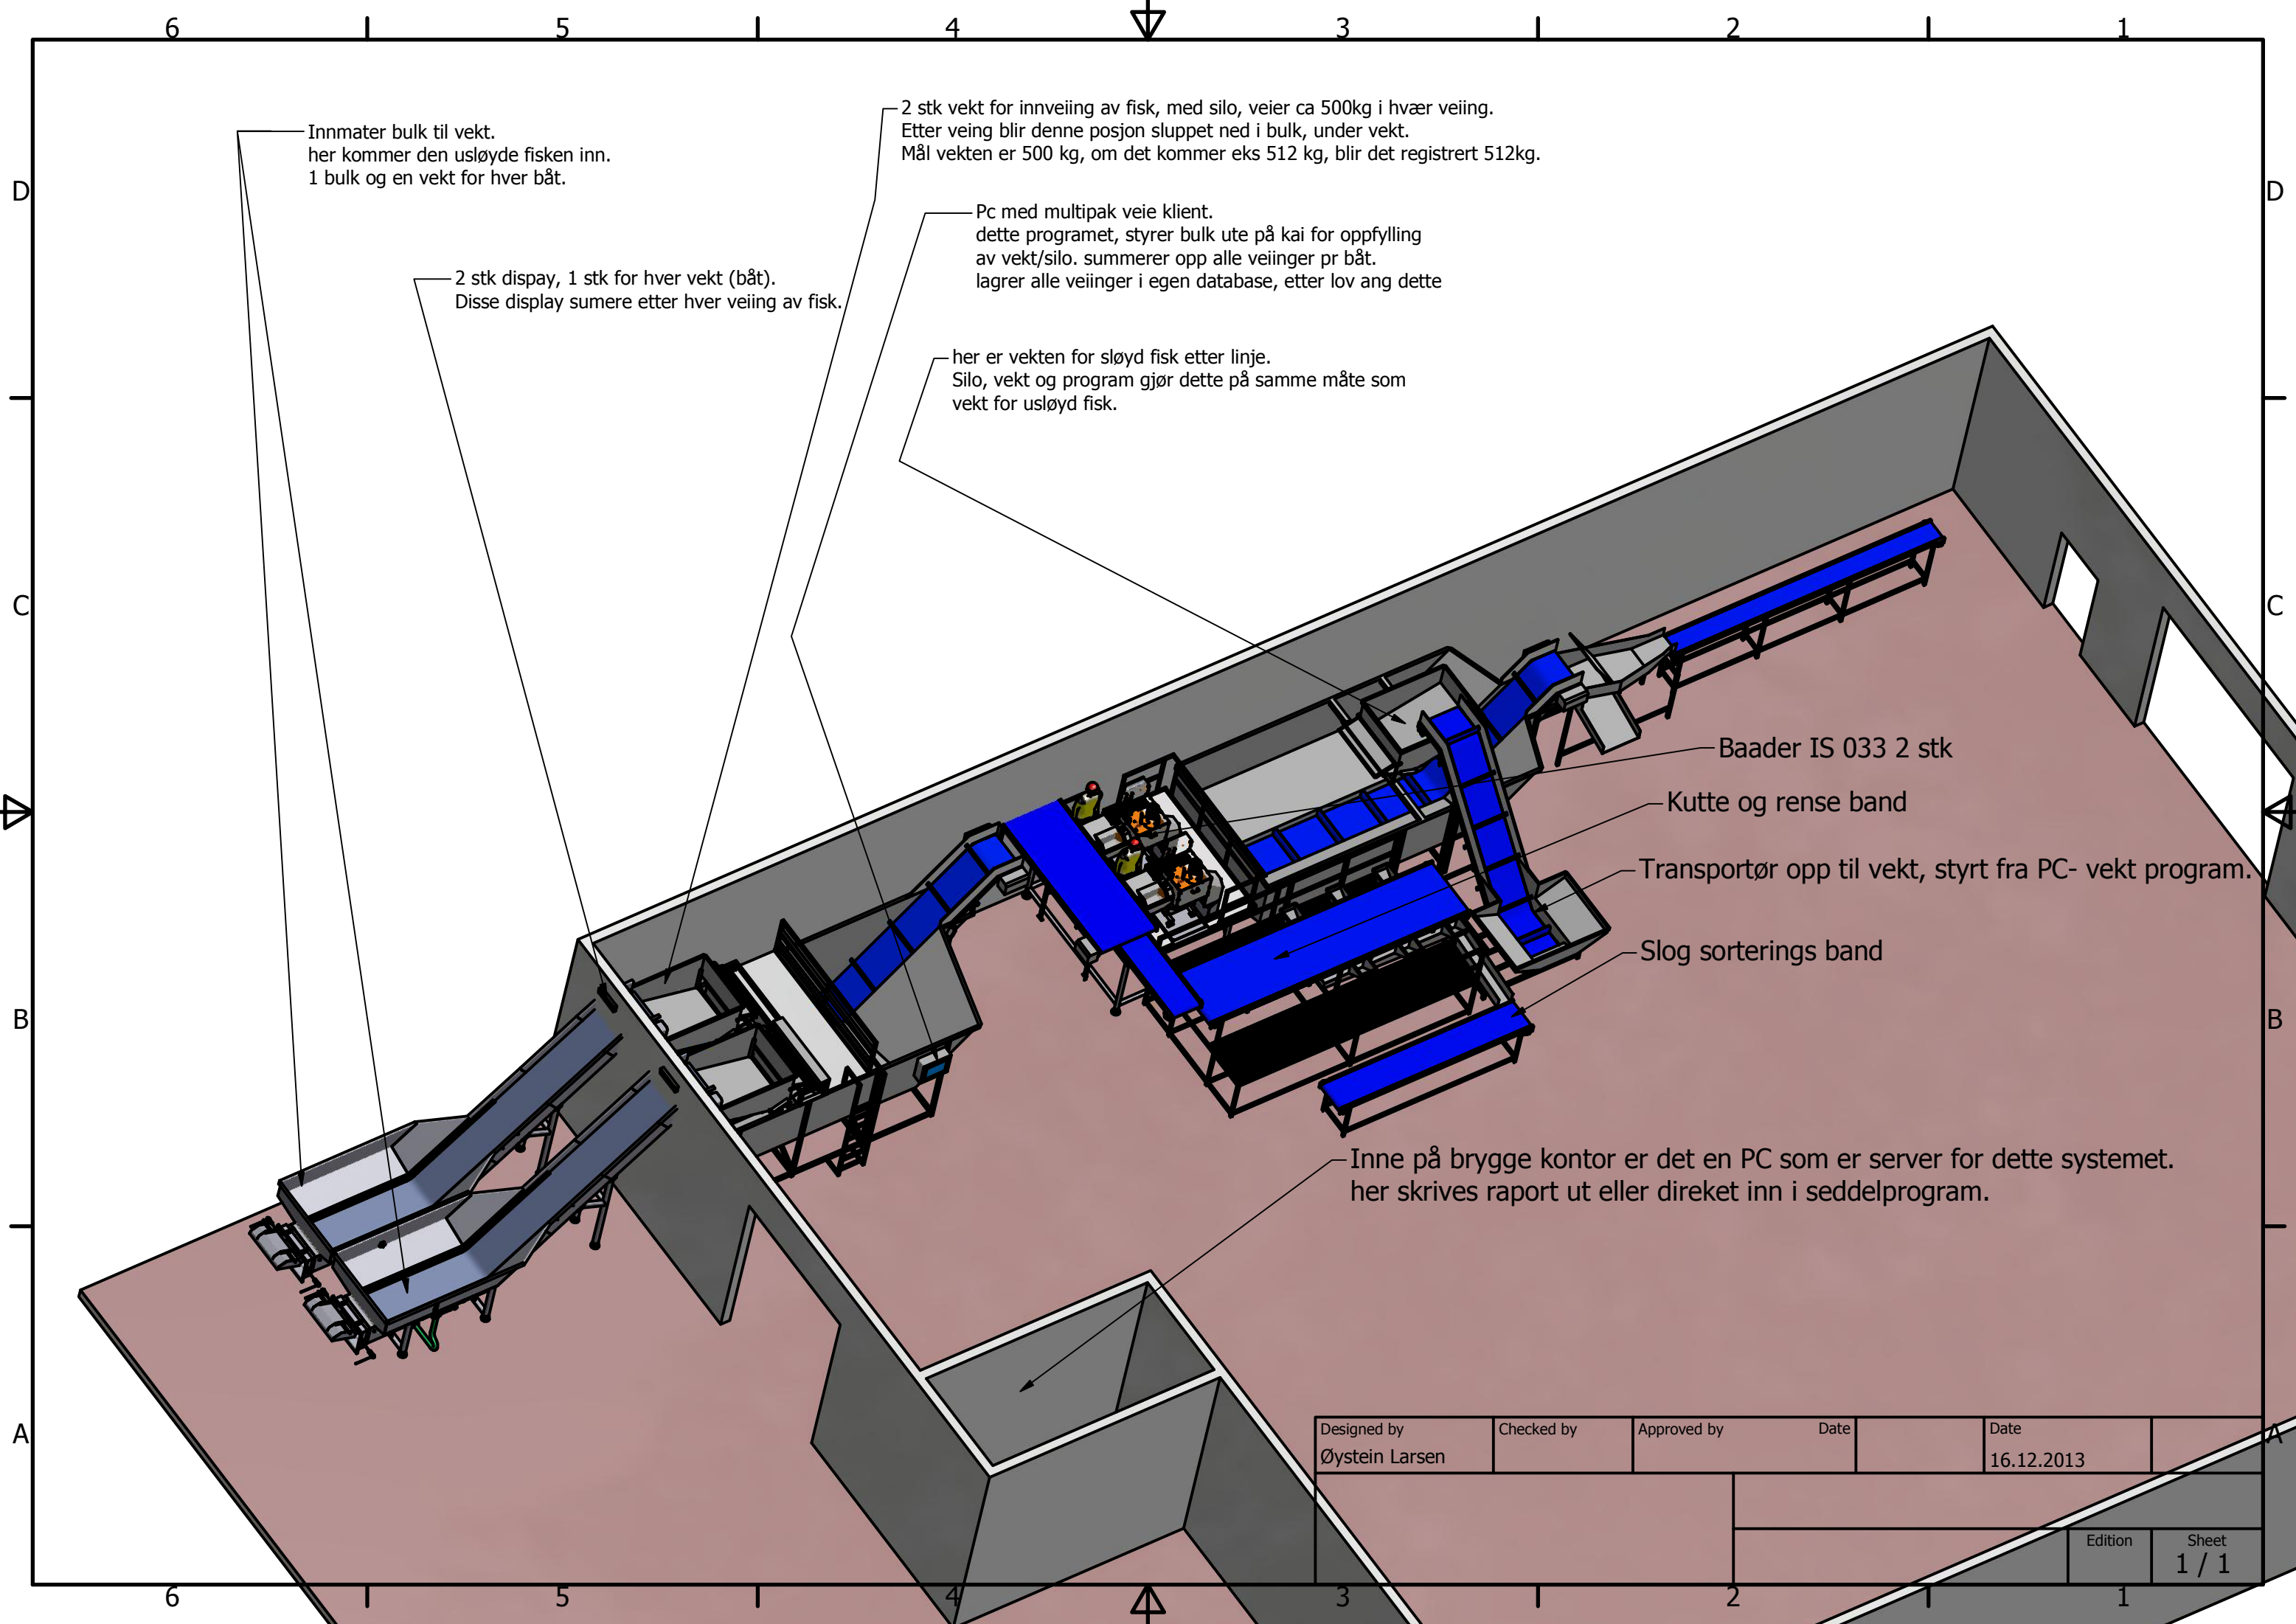 6 5 4 3 2 1
Innmater bulk til vekt.
her kommer den usløyde fisken inn.
1 bulk og en vekt for hver båt.
2 stk vekt for innveiing av fisk, med silo, veier ca 500kg i hvær veiing.
Etter veing blir denne posjon sluppet ned i bulk, under vekt.
Mål vekten er 500 kg, om det kommer eks 512 kg, blir det registrert 512kg.
D D
Pc med multipak veie klient.
dette programet, styrer bulk ute på kai for oppfylling
av vekt/silo. summerer opp alle veiinger pr båt.
lagrer alle veiinger i egen database, etter lov ang dette
2 stk dispay, 1 stk for hver vekt (båt).
Disse display sumere etter hver veiing av fisk.
her er vekten for sløyd fisk etter linje.
Silo, vekt og program gjør dette på samme måte som
vekt for usløyd fisk.
C C
Baader IS 033 2 stk
Kutte og rense band
Transportør opp til vekt, styrt fra PC- vekt program.
Slog sorterings band
B B
Inne på brygge kontor er det en PC som er server for dette systemet.
her skrives raport ut eller direket inn i seddelprogram.
A A
Designed by Checked by Approved by Date Date
Øystein Larsen 16.12.2013
Edition Sheet
1 / 1
6 5 4 3 2 1